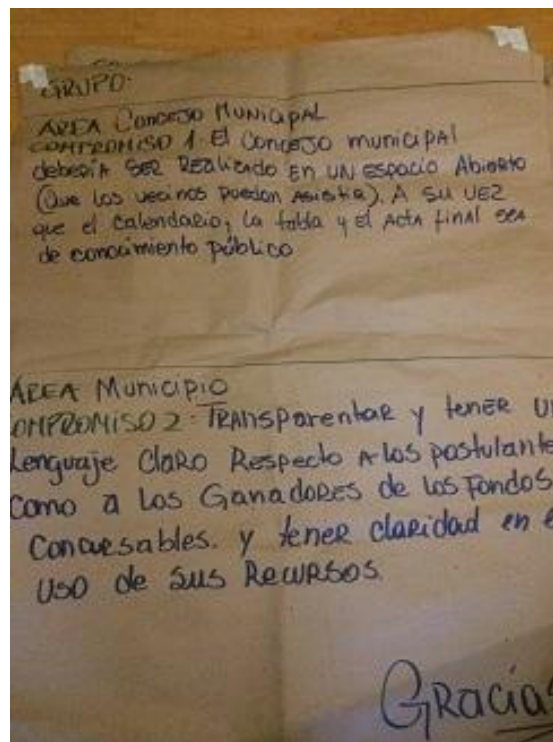 GRUPO:
AREA CONCEJO MUNICIPAL
COMPROMISO 1. El Concejo municipal
debería SER REALIZADO EN UN ESPACIO Abierto
(Que los vecinos puedan Asistir). A SU VEZ
que el calendario, la tabla y el Acta final sea
de conocimiento público
AREA Municipio
OMPROMISO 2: TRANSparentar y tener U
Lenguaje ClaRO Respecto A los postulante
Como a Los GanadoRes de los Fondos
Concursables. y tener claridad en e
USO de SUS RecuRSOS.
GRacias